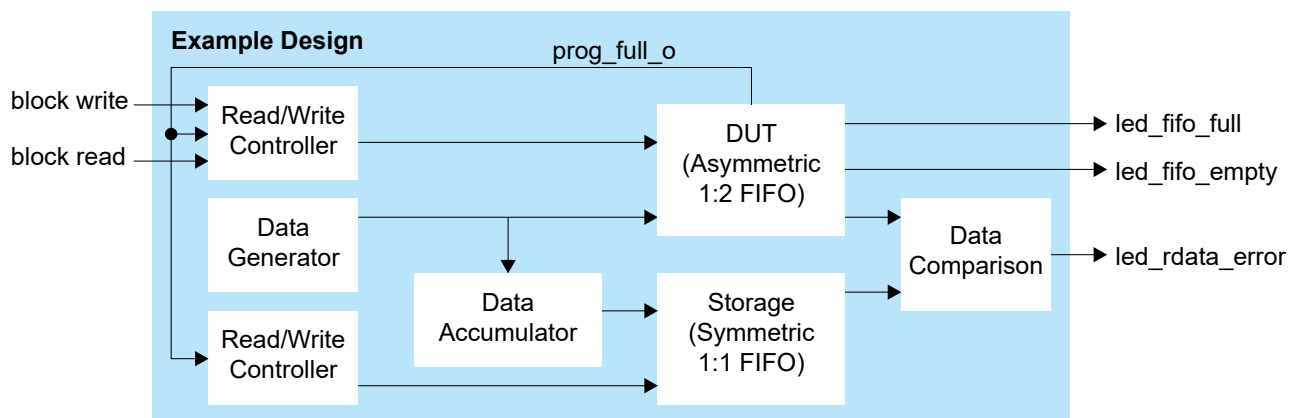 Example Design
prog_full_o
block write
block read
Read/Write
Controller
DUT
(Asymmetric
1:2 FIFO)
led_fifo_full
led_fifo_empty
Data
Generator
Data
Comparison
led_rdata_error
Data
Accumulator
Storage
(Symmetric
1:1 FIFO)
Read/Write
Controller